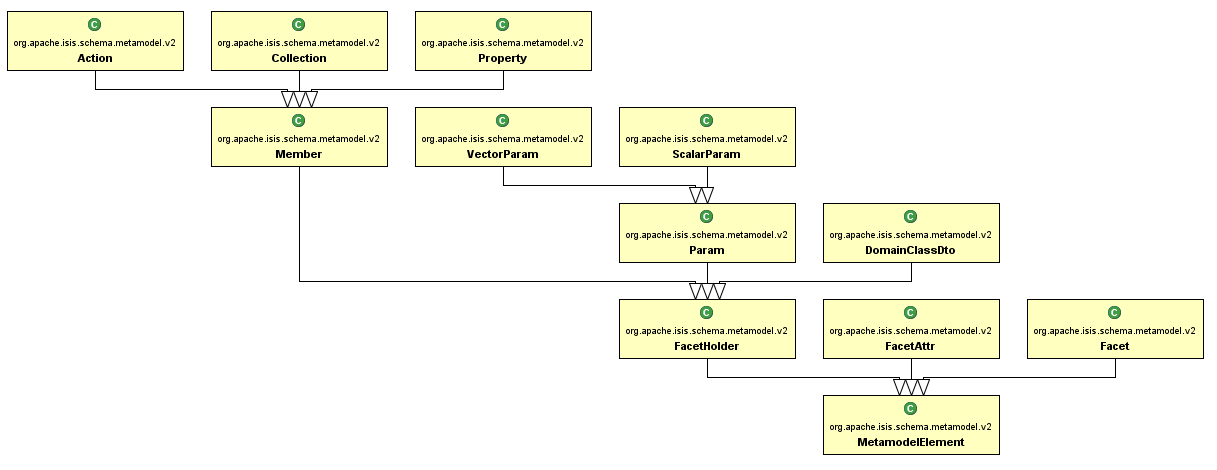 C
org.apache.isis.schema.metamodel.v2
Action
C
org.apache.isis.schema.metamodel.v2
Collection
C
org.apache.isis.schema.metamodel.v2
Property
C
org.apache.isis.schema.metamodel.v2
Member
C
org.apache.isis.schema.metamodel.v2
VectorParam
C
org.apache.isis.schema.metamodel.v2
ScalarParam
C
org.apache.isis.schema.metamodel.v2
Param
C
org.apache.isis.schema.metamodel.v2
DomainClassDto
C
org.apache.isis.schema.metamodel.v2
FacetHolder
C
org.apache.isis.schema.metamodel.v2
FacetAttr
C
org.apache.isis.schema.metamodel.v2
Facet
C
org.apache.isis.schema.metamodel.v2
MetamodelElement